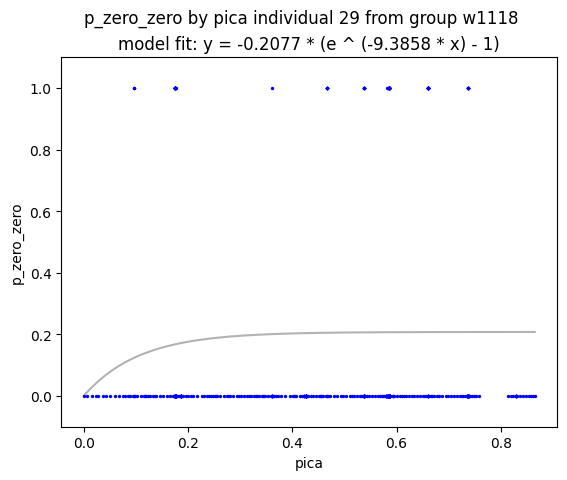 p_zero_zero by pica individual 29 from group w1118
model fit: y = -0.2077 * (e ^ (-9.3858 * x) - 1)
1.0
0.8
0.6
0.4
0.2
0.0
p_zero_zero
0.0 0.2 0.4 0.6 0.8
pica